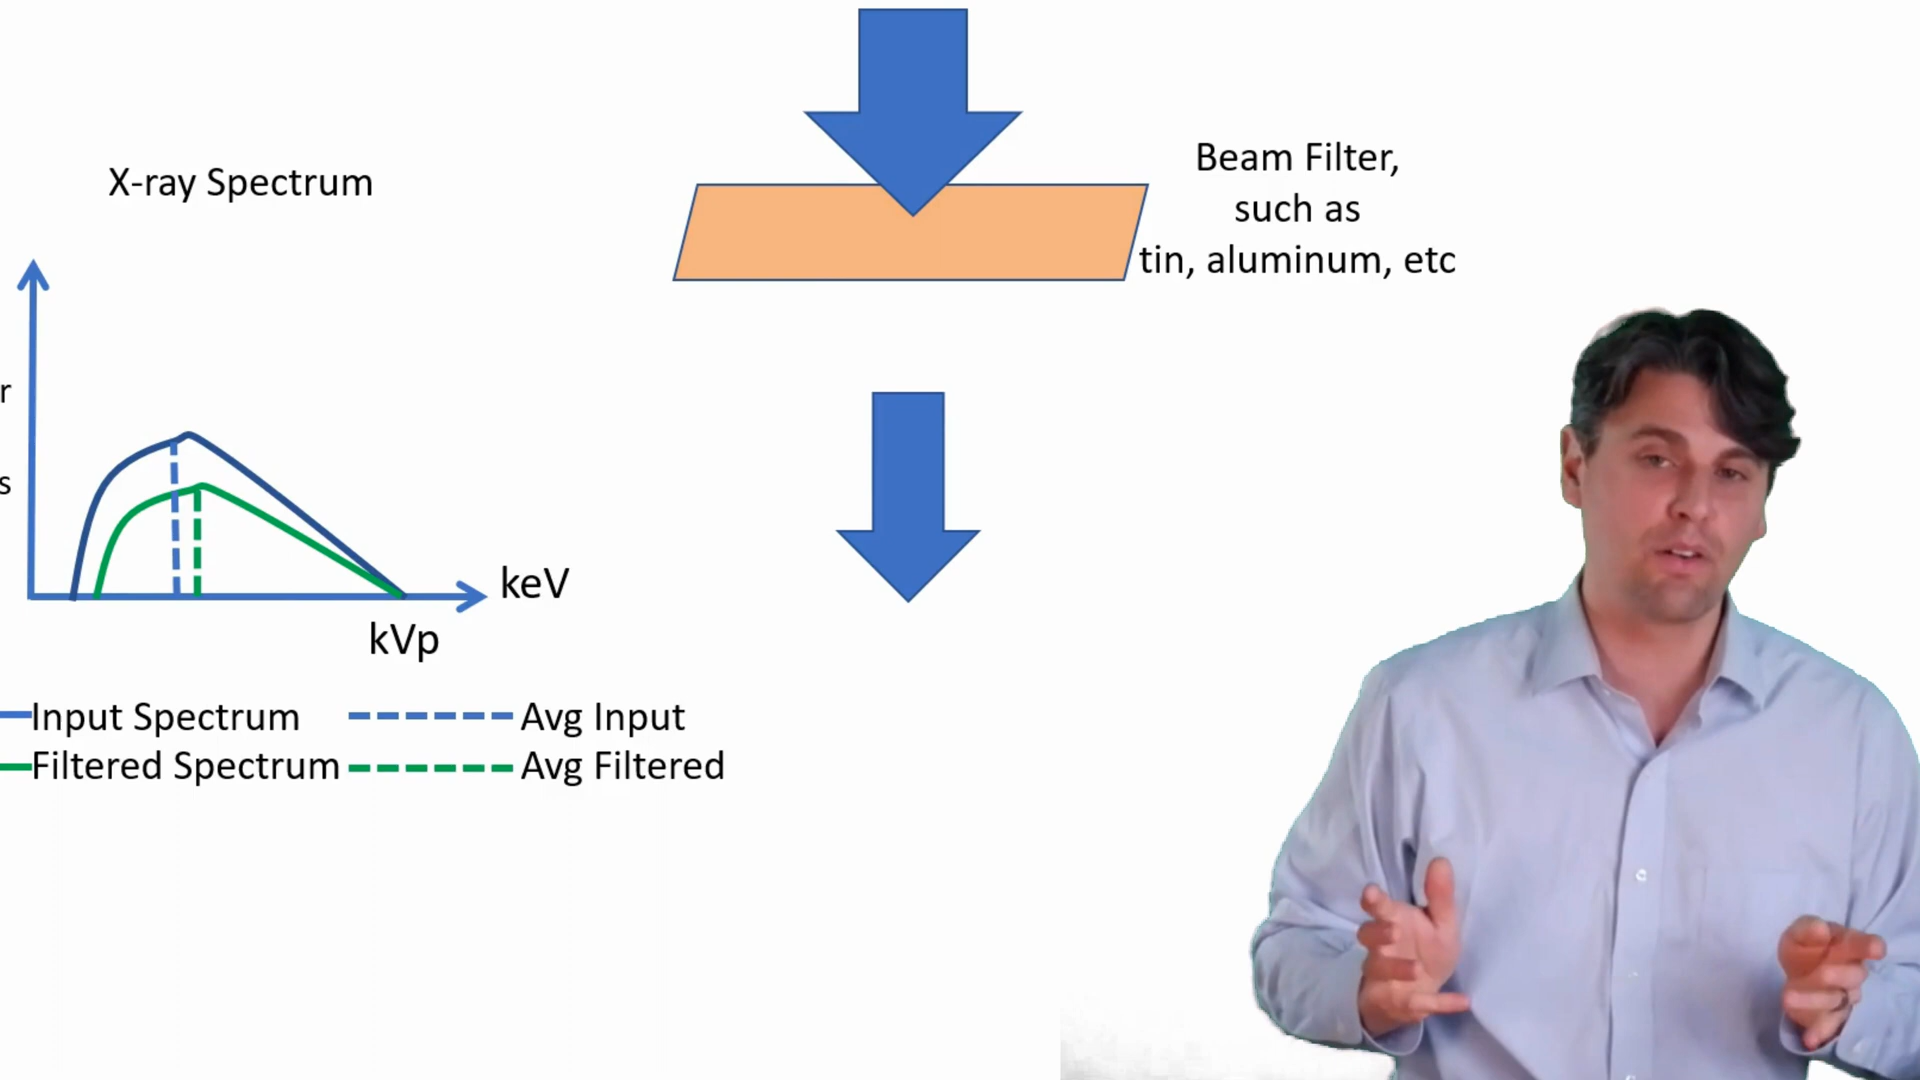 X-ray Spectrum
Beam Filter,
such as
tin, aluminum, etc
r
s
keV
kVp
Input Spectrum
Avg Input
Filtered Spectrum
Avg Filtered